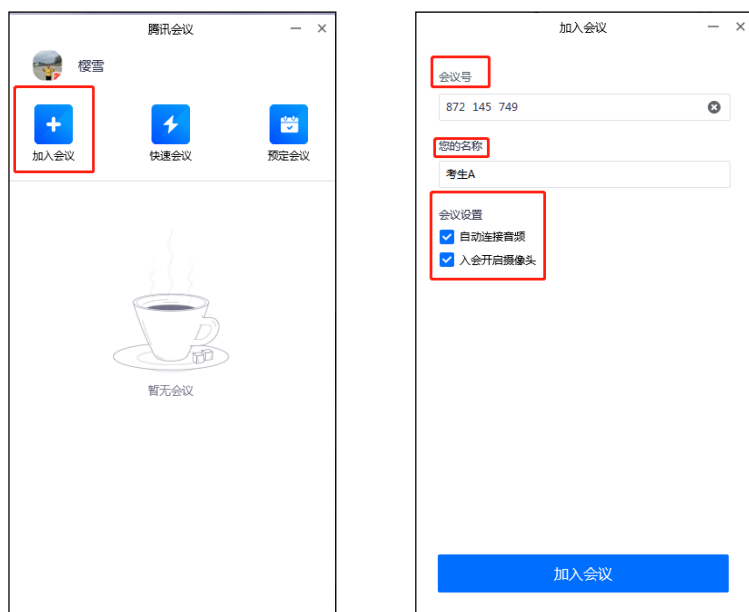 腾讯会议
樱雪
加入会议
快速会议
预定会议
暂无会议
加入会议
会议号
872 145 749
您的名称
考生A
会议设置
自动连接音频
入会开启摄像头
加入会议